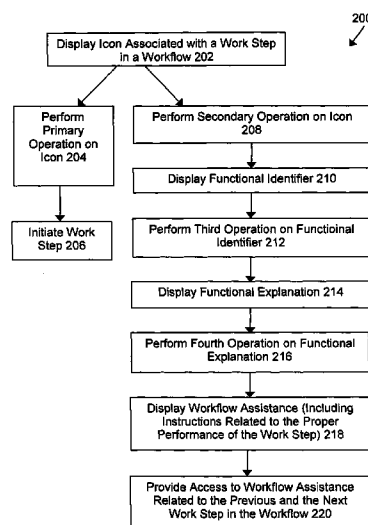 200
Display Icon Associated with a Work Step
in a Workflow 202
Perform
Primary
Operation on
Icon 204
Perform Secondary Operation on Icon
208
Display Functional Identifier 210
Initiate Work
Step 206
Perform Third Operation on Functioinal
Identifier 212
Display Functional Explanation 214
Perform Fourth Operation on Functional
Explanation 216
Display Workflow Assistance (Including
Instructions Related to the Proper
Performance of the Work Step) 218
Provide Access to Workflow Assistance
Related to the Previous and the Next
Work Step in the Workflow 220